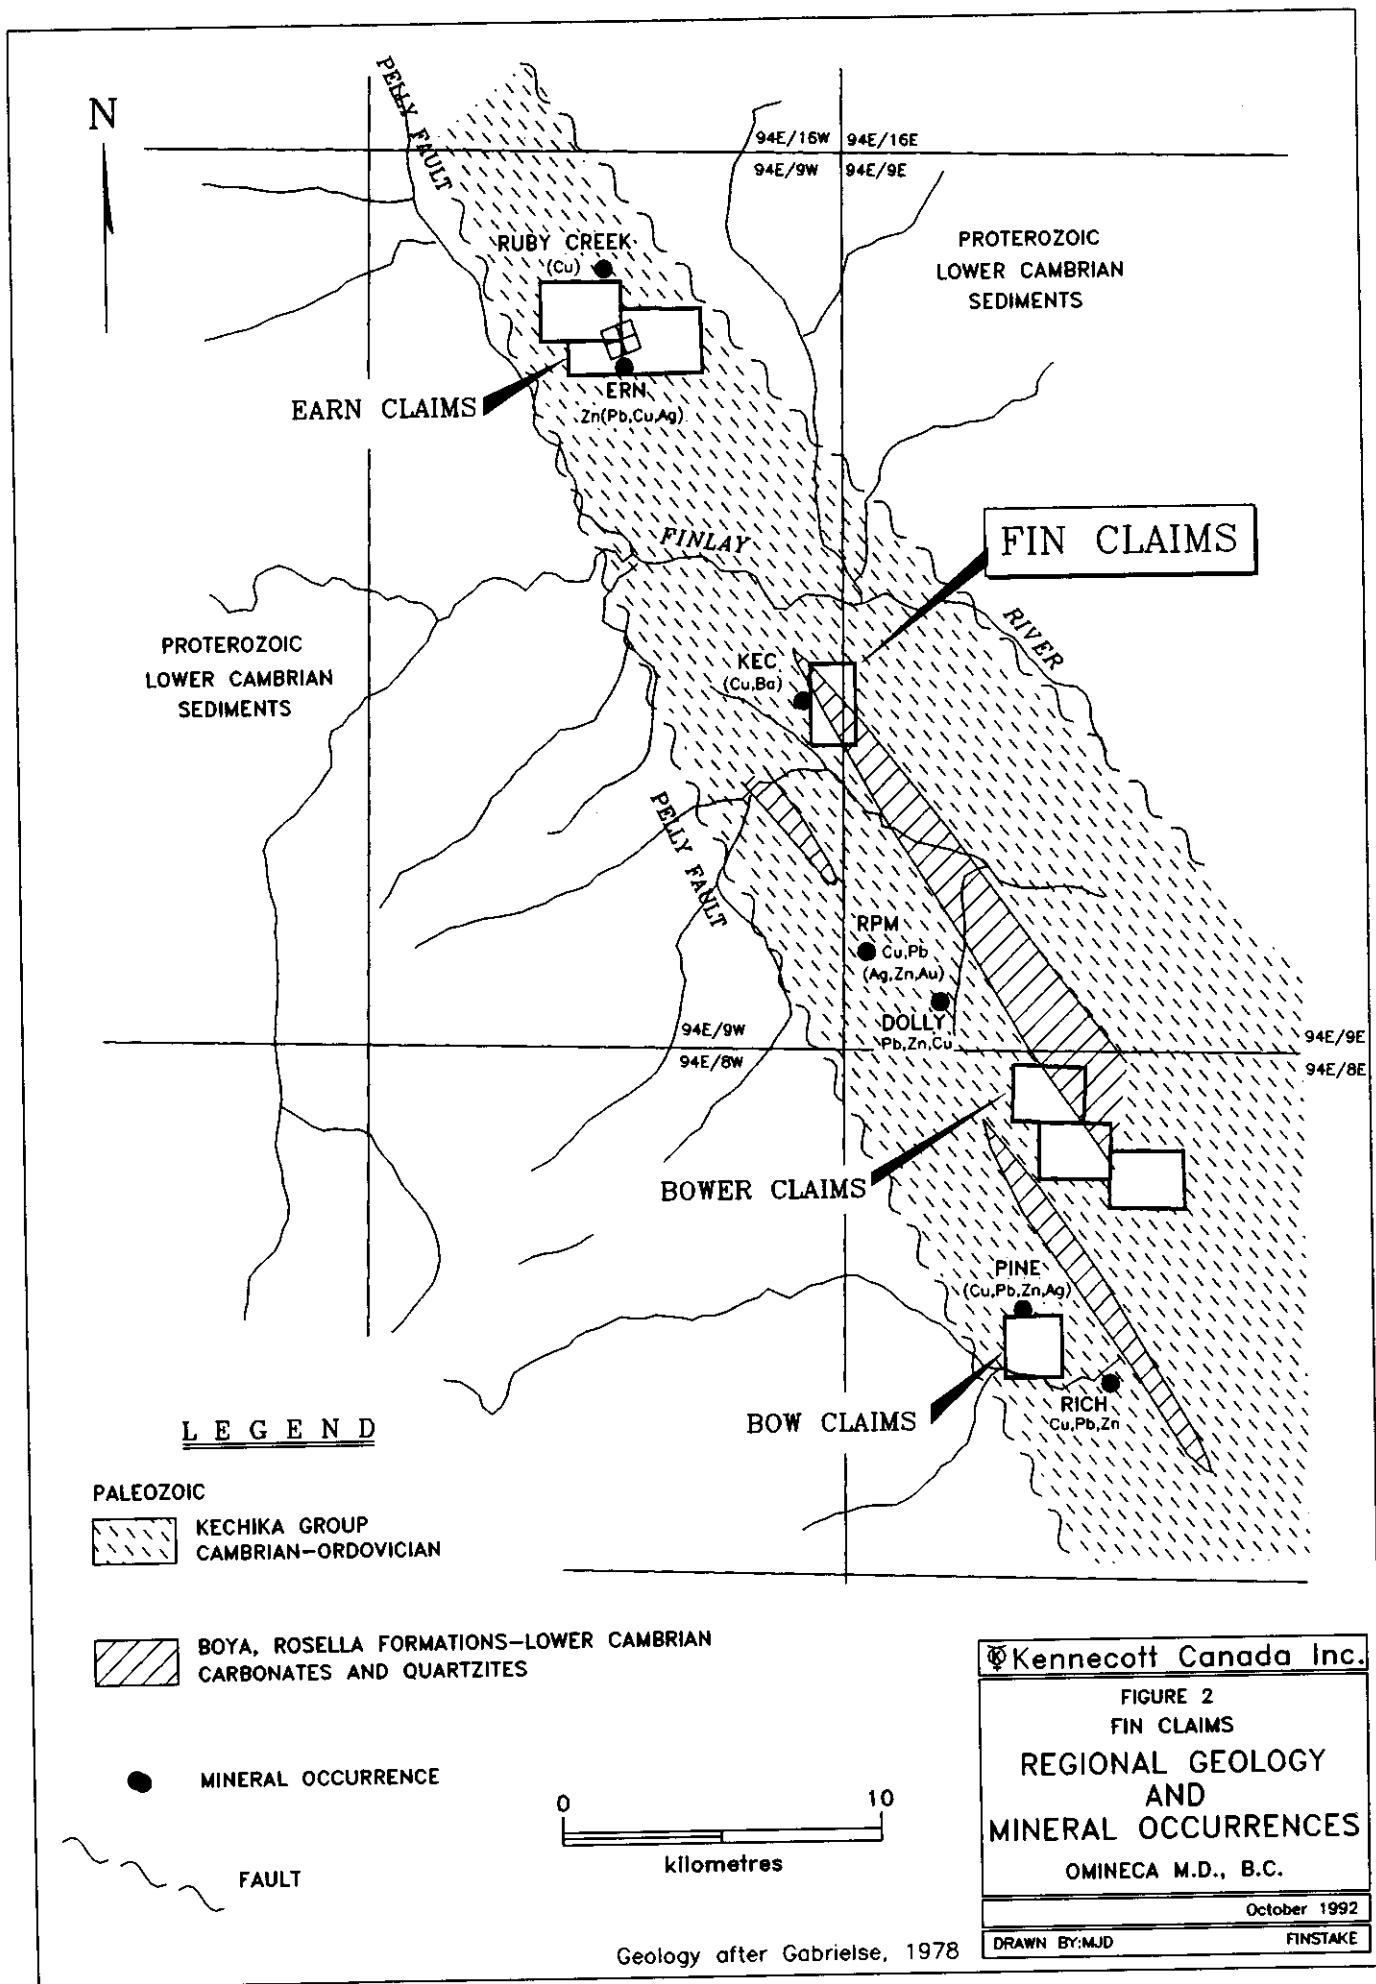 N
PELLY FAULT
94E/16W 94E/16E
94E/9W 94E/9E
RUBY CREEK
(Cu)
PROTEROZOIC
LOWER CAMBRIAN
SEDIMENTS
EARN CLAIMS
ERN
Zn(Pb,Cu,Ag)
FINLAY
FIN CLAIMS
RIVER
PROTEROZOIC
LOWER CAMBRIAN
SEDIMENTS
KEC
(Cu,Ba)
PELLY FAULT
RPM
Cu,Pb
(Ag,Zn,Au)
DOLLY
Pb,Zn,Cu
94E/9W
94E/8W
94E/9E
94E/8E
BOWER CLAIMS
PINE
(Cu,Pb,Zn,Ag)
BOW CLAIMS
RICH
Cu,Pb,Zn
LEGEND
PALEOZOIC
KECHIKA GROUP
CAMBRIAN-ORDOVICIAN
BOYA, ROSELLA FORMATIONS-LOWER CAMBRIAN
CARBONATES AND QUARTZITES
MINERAL OCCURRENCE
FAULT
0 10
kilometres
Geology after Gabrielse, 1978
Kennecott Canada Inc.
FIGURE 2
FIN CLAIMS
REGIONAL GEOLOGY
AND
MINERAL OCCURRENCES
OMINECA M.D., B.C.
October 1992
DRAWN BY:MJD FINSTAKE